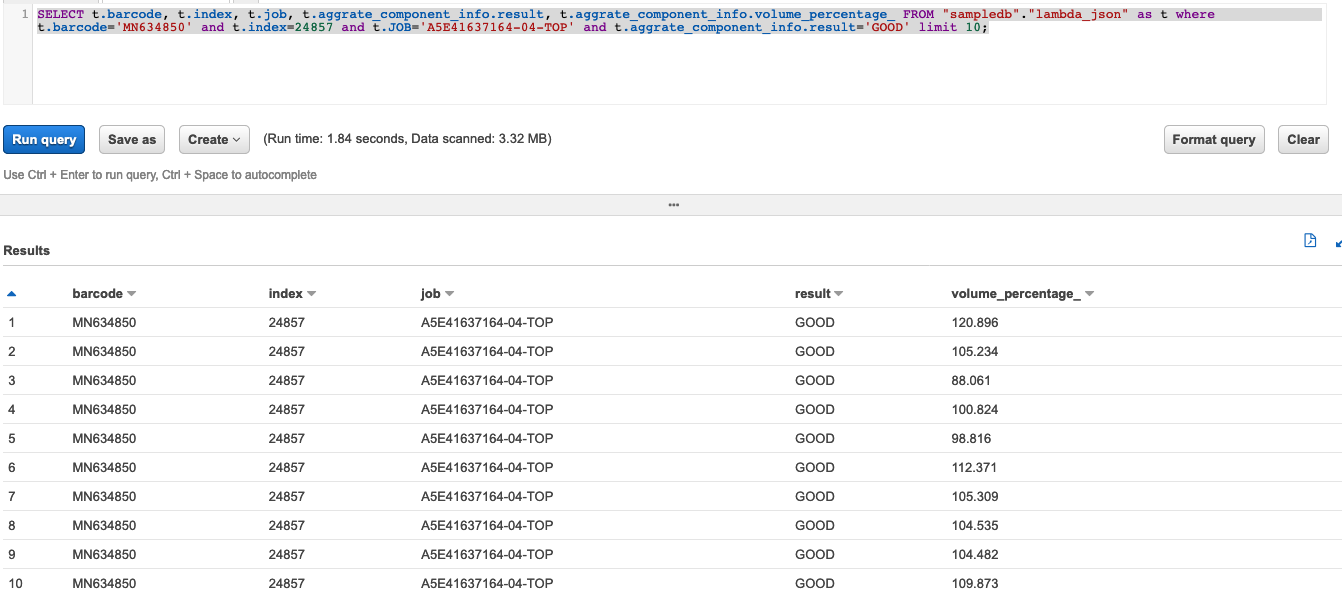 1 SELECT t.barcode, t.index, t.job, t.aggrate_component_info.result, t.aggrate_component_info.volume_percentage_ FROM "sampledb"."lambda_json" as t where
t.barcode='MN634850' and t.index=24857 and t.JOB='A5E41637164-04-TOP' and t.aggrate_component_info.result='GOOD' limit 10;
Run query Save as Create (Run time: 1.84 seconds, Data scanned: 3.32 MB) Format query Clear
Use Ctrl + Enter to run query, Ctrl + Space to autocomplete
Results
barcode index job result volume_percentage_
1 MN634850 24857 A5E41637164-04-TOP GOOD 120.896
2 MN634850 24857 A5E41637164-04-TOP GOOD 105.234
3 MN634850 24857 A5E41637164-04-TOP GOOD 88.061
4 MN634850 24857 A5E41637164-04-TOP GOOD 100.824
5 MN634850 24857 A5E41637164-04-TOP GOOD 98.816
6 MN634850 24857 A5E41637164-04-TOP GOOD 112.371
7 MN634850 24857 A5E41637164-04-TOP GOOD 105.309
8 MN634850 24857 A5E41637164-04-TOP GOOD 104.535
9 MN634850 24857 A5E41637164-04-TOP GOOD 104.482
10 MN634850 24857 A5E41637164-04-TOP GOOD 109.873